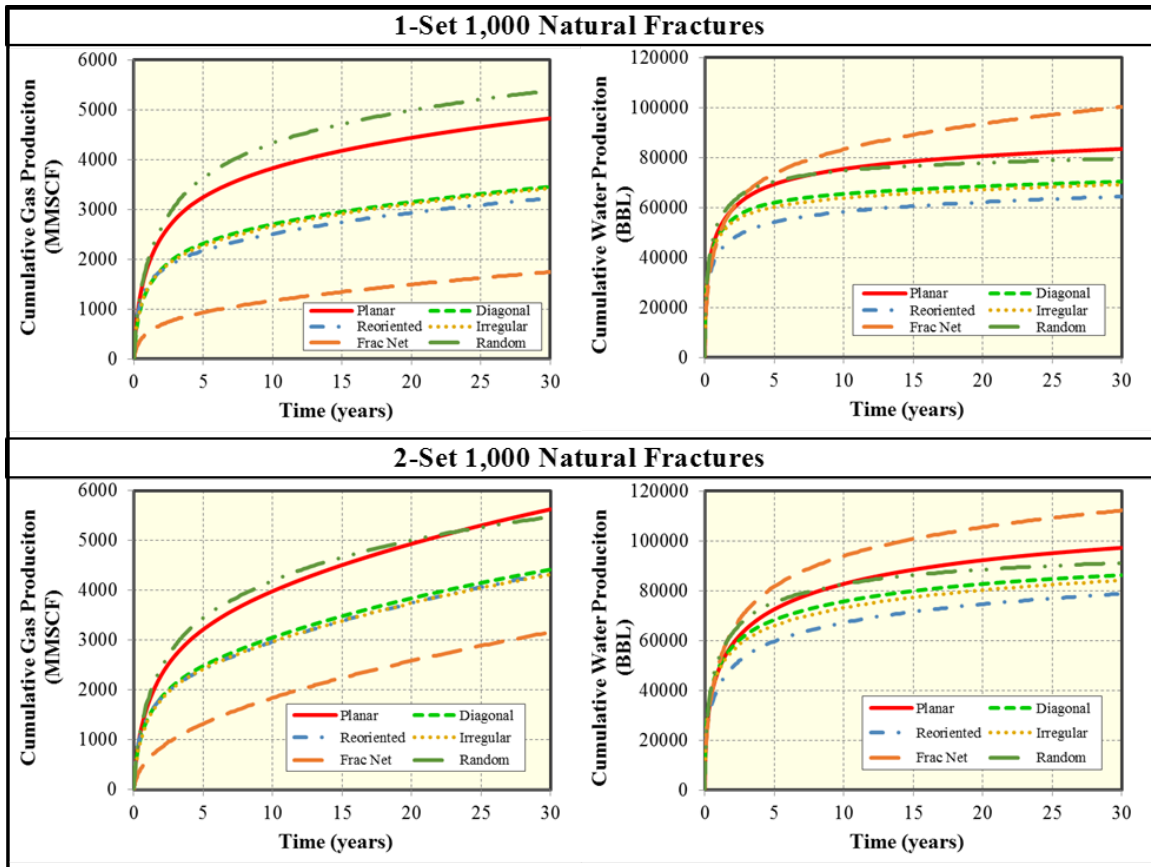 1-Set 1,000 Natural Fractures
Cumulative Gas Produciton
(MMSCF)
6000
5000
4000
3000
2000
1000
0
Planar Diagonal
Reoriented Irregular
Frac Net Random
0 5 10 15 20 25 30
Time (years)
Cumulative Water Produciton
(BBL)
120000
100000
80000
60000
40000
20000
0
Planar Diagonal
Reoriented Irregular
Frac Net Random
0 5 10 15 20 25 30
Time (years)
2-Set 1,000 Natural Fractures
Cumulative Gas Produciton
(MMSCF)
6000
5000
4000
3000
2000
1000
0
Planar Diagonal
Reoriented Irregular
Frac Net Random
0 5 10 15 20 25 30
Time (years)
Cumulative Water Produciton
(BBL)
120000
100000
80000
60000
40000
20000
0
Planar Diagonal
Reoriented Irregular
Frac Net Random
0 5 10 15 20 25 30
Time (years)